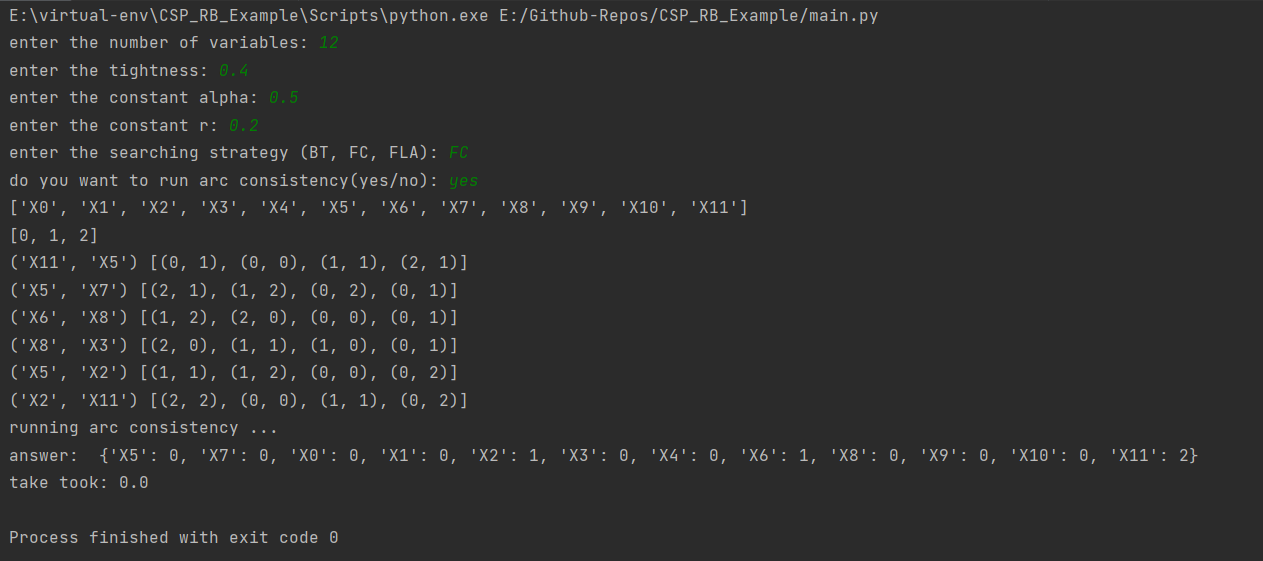 E:\virtual-env\CSP_RB_Example\Scripts\python.exe E:/Github-Repos/CSP_RB_Example/main.py
enter the number of variables: 12
enter the tightness: 0.4
enter the constant alpha: 0.5
enter the constant r: 0.2
enter the searching strategy (BT, FC, FLA): FC
do you want to run arc consistency(yes/no): yes
['X0', 'X1', 'X2', 'X3', 'X4', 'X5', 'X6', 'X7', 'X8', 'X9', 'X10', 'X11']
[0, 1, 2]
('X11', 'X5') [(0, 1), (0, 0), (1, 1), (2, 1)]
('X5', 'X7') [(2, 1), (1, 2), (0, 2), (0, 1)]
('X6', 'X8') [(1, 2), (2, 0), (0, 0), (0, 1)]
('X8', 'X3') [(2, 0), (1, 1), (1, 0), (0, 1)]
('X5', 'X2') [(1, 1), (1, 2), (0, 0), (0, 2)]
('X2', 'X11') [(2, 2), (0, 0), (1, 1), (0, 2)]
running arc consistency ...
answer:  {'X5': 0, 'X7': 0, 'X0': 0, 'X1': 0, 'X2': 1, 'X3': 0, 'X4': 0, 'X6': 1, 'X8': 0, 'X9': 0, 'X10': 0, 'X11': 2}
take took: 0.0
Process finished with exit code 0